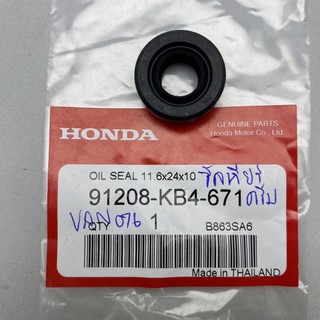 GENUINE PARTS
Honda Motor Co., Ltd.
HONDA
OIL SEAL 11.6x24x10
91208-KB4-671
QTY 1 B863SA6
Made in THAILAND